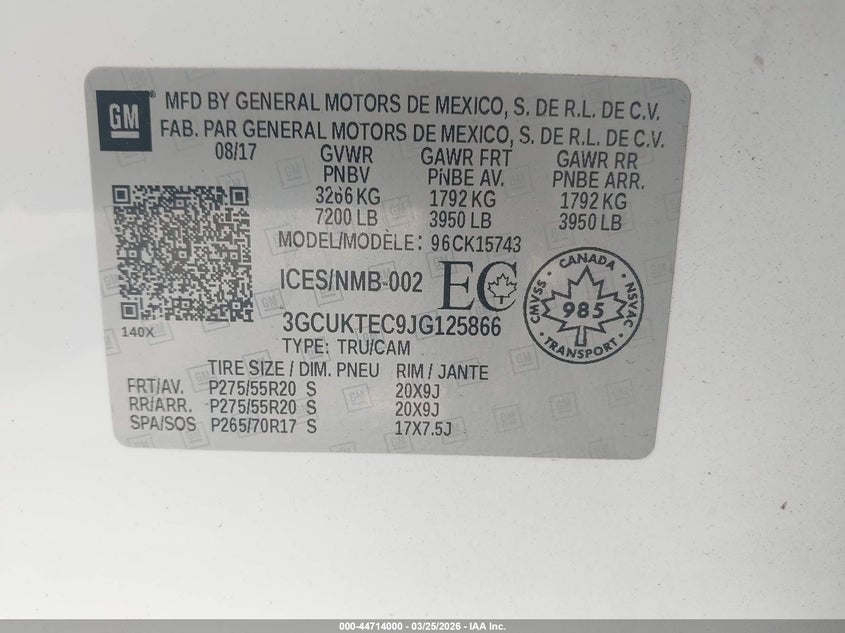 GM
MFD BY GENERAL MOTORS DE MEXICO, S. DE R.L. DE C.V.
FAB. PAR GENERAL MOTORS DE MEXICO, S. DE R.L. DE C.V.
08/17 GVWR GAWR FRT GAWR RR
PNBV PNBE AV. PNBE ARR.
3266 KG 1792 KG 1792 KG
7200 LB 3950 LB 3950 LB
MODEL/MODÈLE: 96CK15743
ICES/NMB-002 EC
CANADA
CMVSS 985 NSVAC
TRANSPORT
140X
3GCUKTEC9JG125866
TYPE: TRU/CAM
TIRE SIZE / DIM. PNEU RIM / JANTE
FRT/AV. P275/55R20 S 20X9J
RR/ARR. P275/55R20 S 20X9J
SPA/SOS P265/70R17 S 17X7.5J
000-44714000 — 03/25/2026 — IAA Inc.